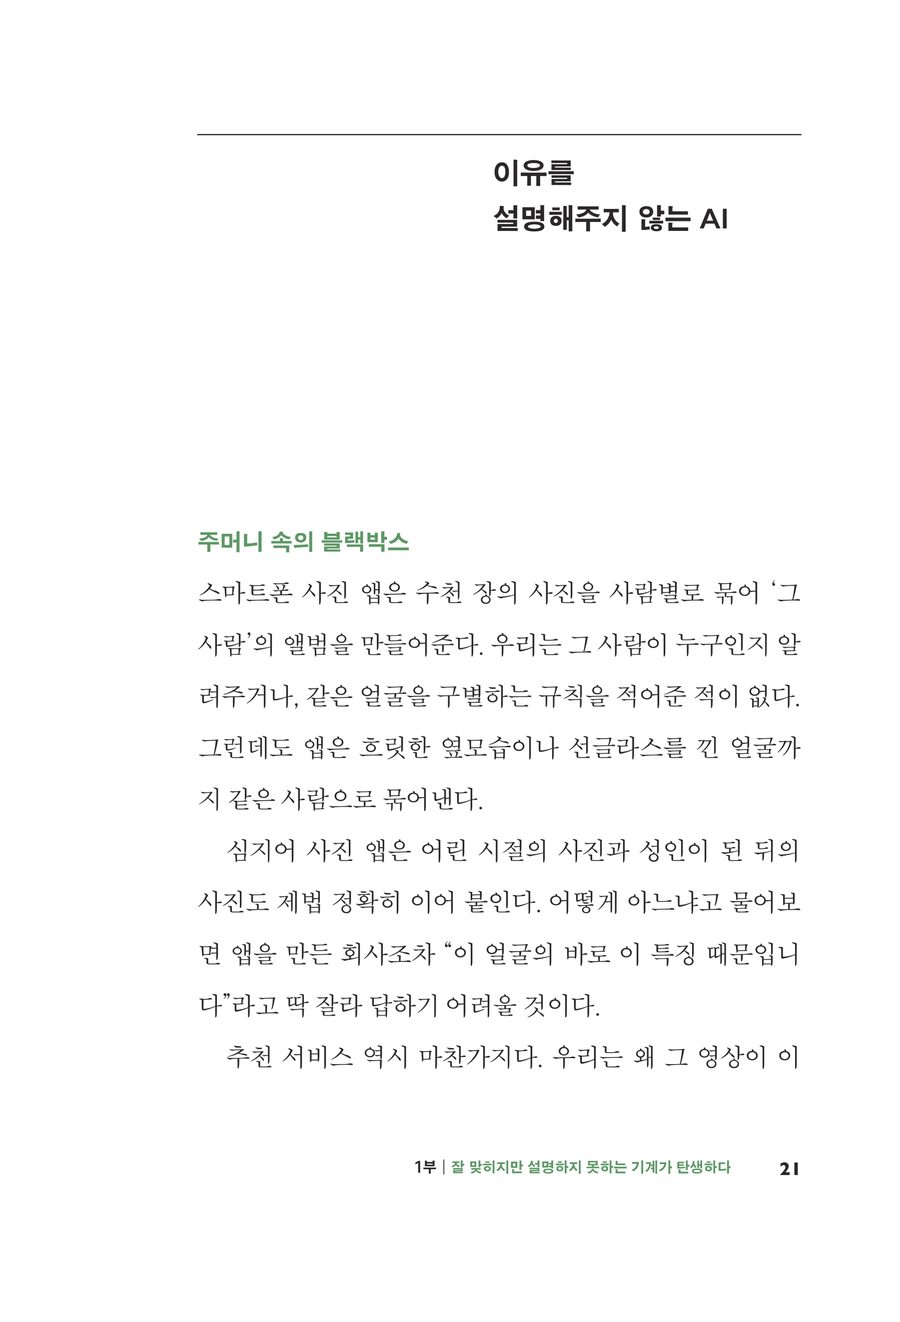 이유를
설명해주지 않는 AI
주머니 속의 블랙박스
스마트폰 사진 앱은 수천 장의 사진을 사람별로 묶어 ‘그
사람’의 앨범을 만들어준다. 우리는 그 사람이 누구인지 알
려주거나, 같은 얼굴을 구별하는 규칙을 적어준 적이 없다.
그런데도 앱은 흐릿한 옆모습이나 선글라스를 낀 얼굴까
지 같은 사람으로 묶어낸다.
심지어 사진 앱은 어린 시절의 사진과 성인이 된 뒤의
사진도 제법 정확히 이어 붙인다. 어떻게 아느냐고 물어보
면 앱을 만든 회사조차 “이 얼굴의 바로 이 특징 때문입니
다”라고 딱 잘라 답하기 어려울 것이다.
추천 서비스 역시 마찬가지다. 우리는 왜 그 영상이 이
1부 | 잘 맞히지만 설명하지 못하는 기계가 탄생하다 21